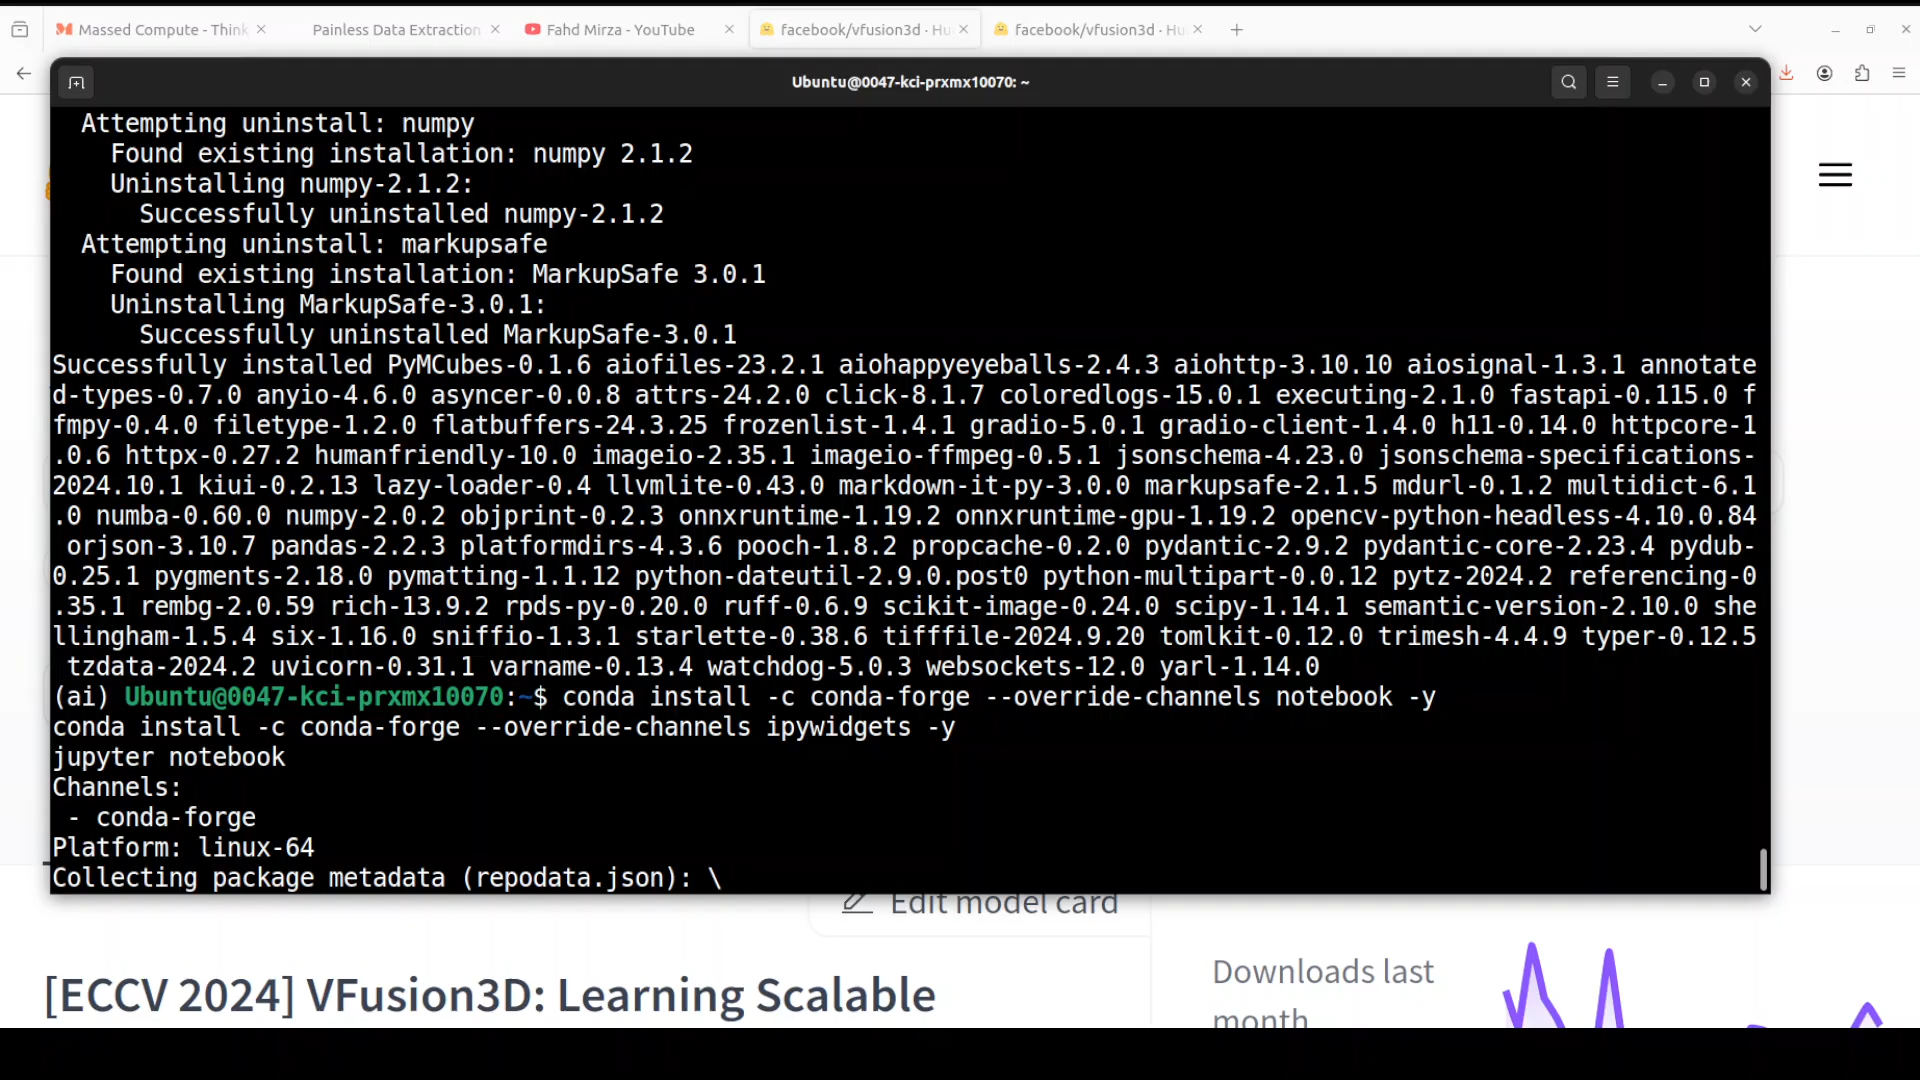 Massed Compute - Think
Painless Data Extraction
Fahd Mirza - YouTube
facebook/vfusion3d · Hu
facebook/vfusion3d · Hu
Ubuntu@0047-kci-prxmx10070: ~
Attempting uninstall: numpy
Found existing installation: numpy 2.1.2
Uninstalling numpy-2.1.2:
Successfully uninstalled numpy-2.1.2
Attempting uninstall: markupsafe
Found existing installation: MarkupSafe 3.0.1
Uninstalling MarkupSafe-3.0.1:
Successfully uninstalled MarkupSafe-3.0.1
Successfully installed PyMCubes-0.1.6 aiofiles-23.2.1 aiohappyeyeballs-2.4.3 aiohttp-3.10.10 aiosignal-1.3.1 annotate
d-types-0.7.0 anyio-4.6.0 asyncer-0.0.8 attrs-24.2.0 click-8.1.7 coloredlogs-15.0.1 executing-2.1.0 fastapi-0.115.0 f
fmpy-0.4.0 filetype-1.2.0 flatbuffers-24.3.25 frozenlist-1.4.1 gradio-5.0.1 gradio-client-1.4.0 h11-0.14.0 httpcore-1
.0.6 httpx-0.27.2 humanfriendly-10.0 imageio-2.35.1 imageio-ffmpeg-0.5.1 jsonschema-4.23.0 jsonschema-specifications-
2024.10.1 kiui-0.2.13 lazy-loader-0.4 llvmlite-0.43.0 markdown-it-py-3.0.0 markupsafe-2.1.5 mdurl-0.1.2 multidict-6.1
.0 numba-0.60.0 numpy-2.0.2 objprint-0.2.3 onnxruntime-1.19.2 onnxruntime-gpu-1.19.2 opencv-python-headless-4.10.0.84
orjson-3.10.7 pandas-2.2.3 platformdirs-4.3.6 pooch-1.8.2 propcache-0.2.0 pydantic-2.9.2 pydantic-core-2.23.4 pydub-
0.25.1 pygments-2.18.0 pymatting-1.1.12 python-dateutil-2.9.0.post0 python-multipart-0.0.12 pytz-2024.2 referencing-0
.35.1 rembg-2.0.59 rich-13.9.2 rpds-py-0.20.0 ruff-0.6.9 scikit-image-0.24.0 scipy-1.14.1 semantic-version-2.10.0 she
llingham-1.5.4 six-1.16.0 sniffio-1.3.1 starlette-0.38.6 tifffile-2024.9.20 tomlkit-0.12.0 trimesh-4.4.9 typer-0.12.5
tzdata-2024.2 uvicorn-0.31.1 varname-0.13.4 watchdog-5.0.3 websockets-12.0 yarl-1.14.0
(ai) Ubuntu@0047-kci-prxmx10070:~$ conda install -c conda-forge --override-channels notebook -y
conda install -c conda-forge --override-channels ipywidgets -y
jupyter notebook
Channels:
- conda-forge
Platform: linux-64
Collecting package metadata (repodata.json): \
Edit model card
[ECCV 2024] VFusion3D: Learning Scalable
Downloads last
month